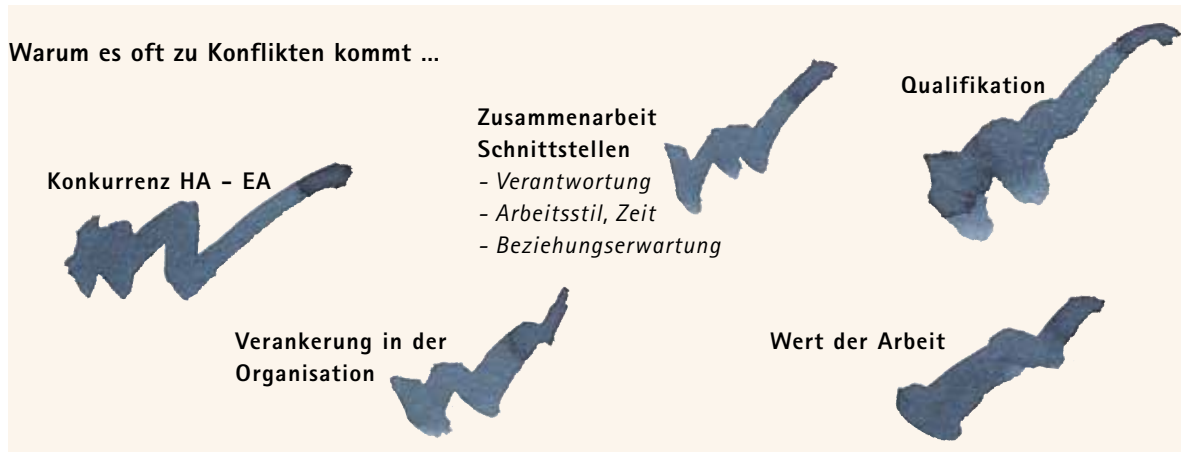 Warum es oft zu Konflikten kommt ...
Konkurrenz HA - EA
Zusammenarbeit
Schnittstellen
- Verantwortung
- Arbeitsstil, Zeit
- Beziehungserwartung
Qualifikation
Verankerung in der
Organisation
Wert der Arbeit